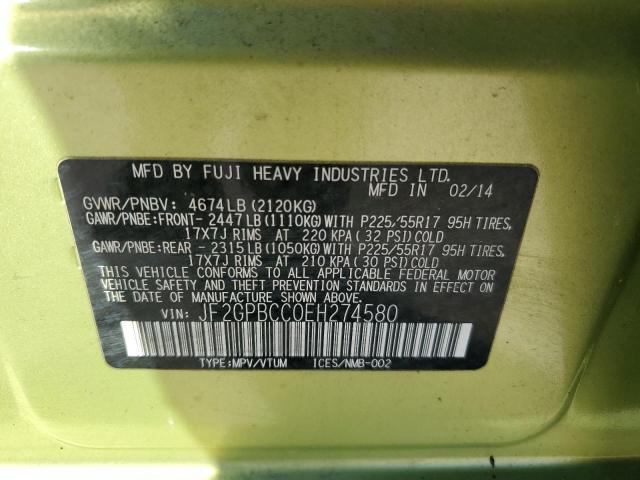 MFD BY FUJI HEAVY INDUSTRIES LTD.
MFD IN 02/14
GVWR/PNBV: 4674LB(2120KG)
GAWR/PNBE:FRONT- 2447LB(1110KG)WITH P225/55R17 95H TIRES,
17X7J RIMS AT 220 KPA(32 PSI)COLD
GAWR/PNBE:REAR - 2315LB(1050KG)WITH P225/55R17 95H TIRES,
17X7J RIMS AT 210 KPA(30 PSI)COLD
THIS VEHICLE CONFORMS TO ALL APPLICABLE FEDERAL MOTOR
VEHICLE SAFETY AND THEFT PREVENTION STANDARDS
IN EFFECT ON THE DATE OF MANUFACTURE SHOWN ABOVE.
VIN: JF2GPBCC0EH274580
TYPE:MPV/VTUM ICES/NMB-002